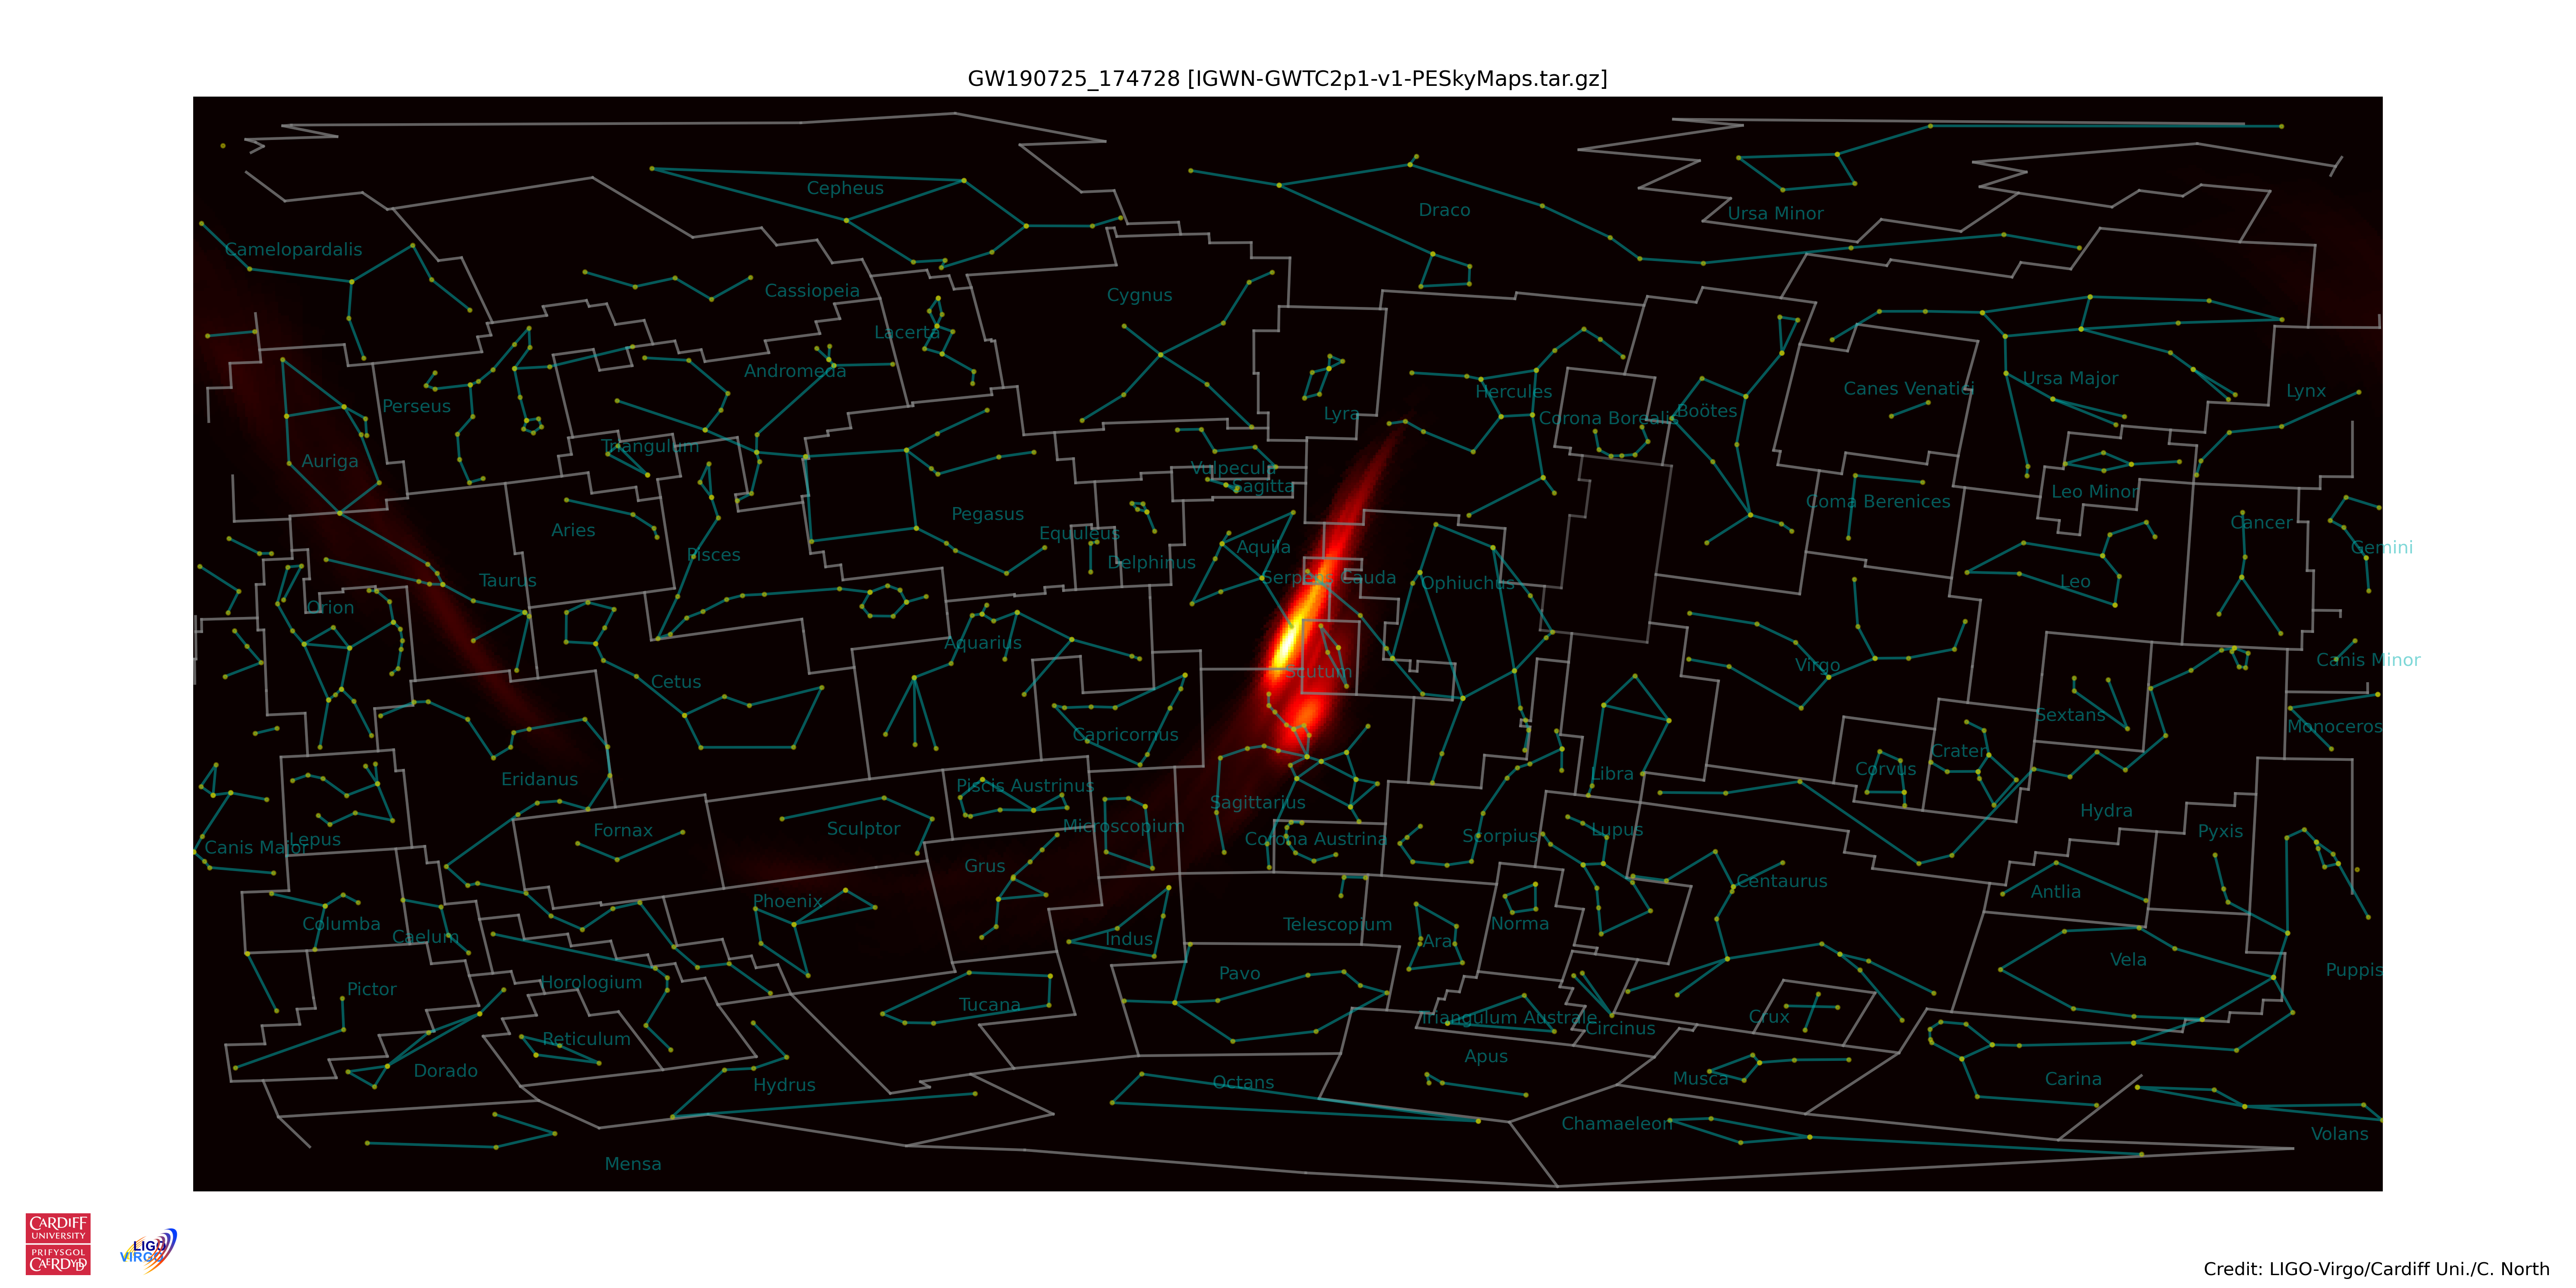 GW190725_174728 [IGWN-GWTC2p1-v1-PESkyMaps.tar.gz]
Cepheus
Draco
Ursa Minor
Camelopardalis
Cassiopeia
Cygnus
Lacerta
Andromeda
Perseus
Lyra
Hercules
Corona Borealis
Boötes
Canes Venatici
Ursa Major
Lynx
Auriga
Triangulum
Vulpecula
Sagitta
Coma Berenices
Leo Minor
Cancer
Aries
Pisces
Pegasus
Equuleus
Delphinus
Aquila
Serpens Cauda
Ophiuchus
Gemini
Taurus
Orion
Leo
Aquarius
Cetus
Scutum
Virgo
Canis Minor
Sextans
Monoceros
Capricornus
Eridanus
Piscis Austrinus
Sagittarius
Libra
Corvus
Crater
Hydra
Canis Major
Lepus
Fornax
Sculptor
Microscopium
Corona Austrina
Scorpius
Lupus
Pyxis
Grus
Phoenix
Centaurus
Antlia
Columba
Caelum
Indus
Telescopium
Ara
Norma
Vela
Puppis
Pictor
Horologium
Tucana
Pavo
Triangulum Australe
Circinus
Crux
Reticulum
Dorado
Hydrus
Octans
Apus
Musca
Carina
Chamaeleon
Volans
Mensa
CARDIFF
UNIVERSITY
PRIFYSGOL
CAERDYDD
LIGO
VIRGO
Credit: LIGO-Virgo/Cardiff Uni./C. North